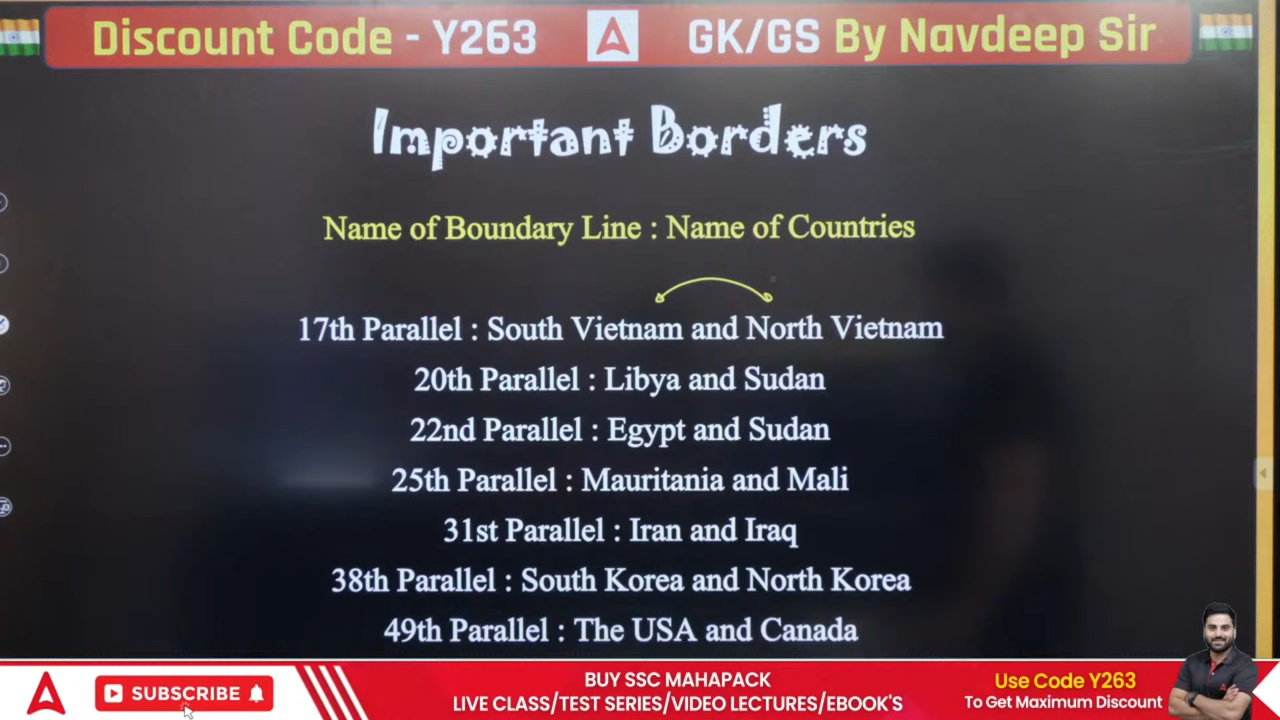 Discount Code - Y263
GK/GS By Navdeep Sir
Important Borders
Name of Boundary Line : Name of Countries
17th Parallel : South Vietnam and North Vietnam
20th Parallel : Libya and Sudan
22nd Parallel : Egypt and Sudan
25th Parallel : Mauritania and Mali
31st Parallel : Iran and Iraq
38th Parallel : South Korea and North Korea
49th Parallel : The USA and Canada
SUBSCRIBE
BUY SSC MAHAPACK
LIVE CLASS/TEST SERIES/VIDEO LECTURES/EBOOK'S
Use Code Y263
To Get Maximum Discount